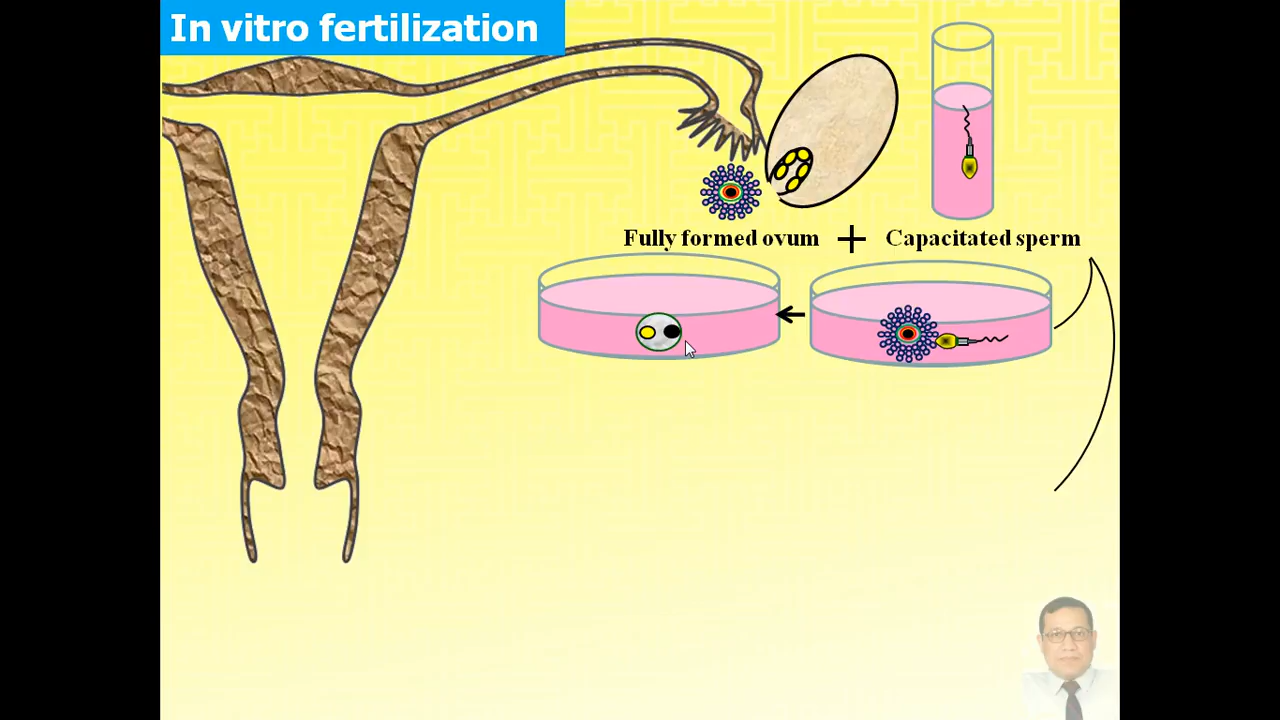 In vitro fertilization
Fully formed ovum + Capacitated sperm